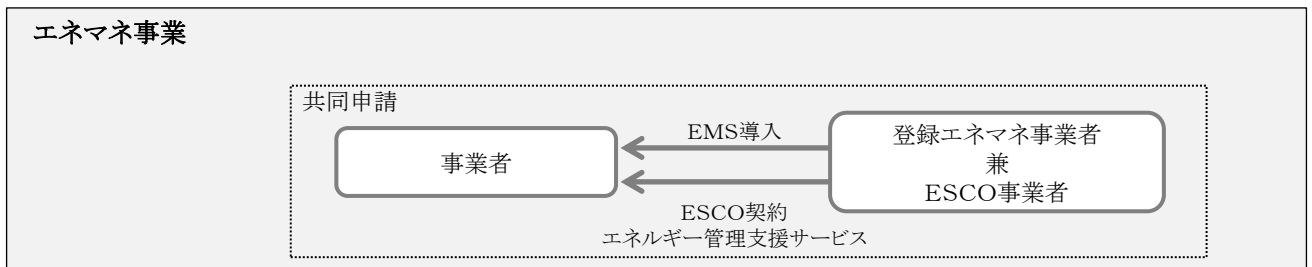 エネマネ事業
共同申請
EMS導入
事業者
登録エネマネ事業者
兼
ESCO事業者
ESCO契約
エネルギー管理支援サービス